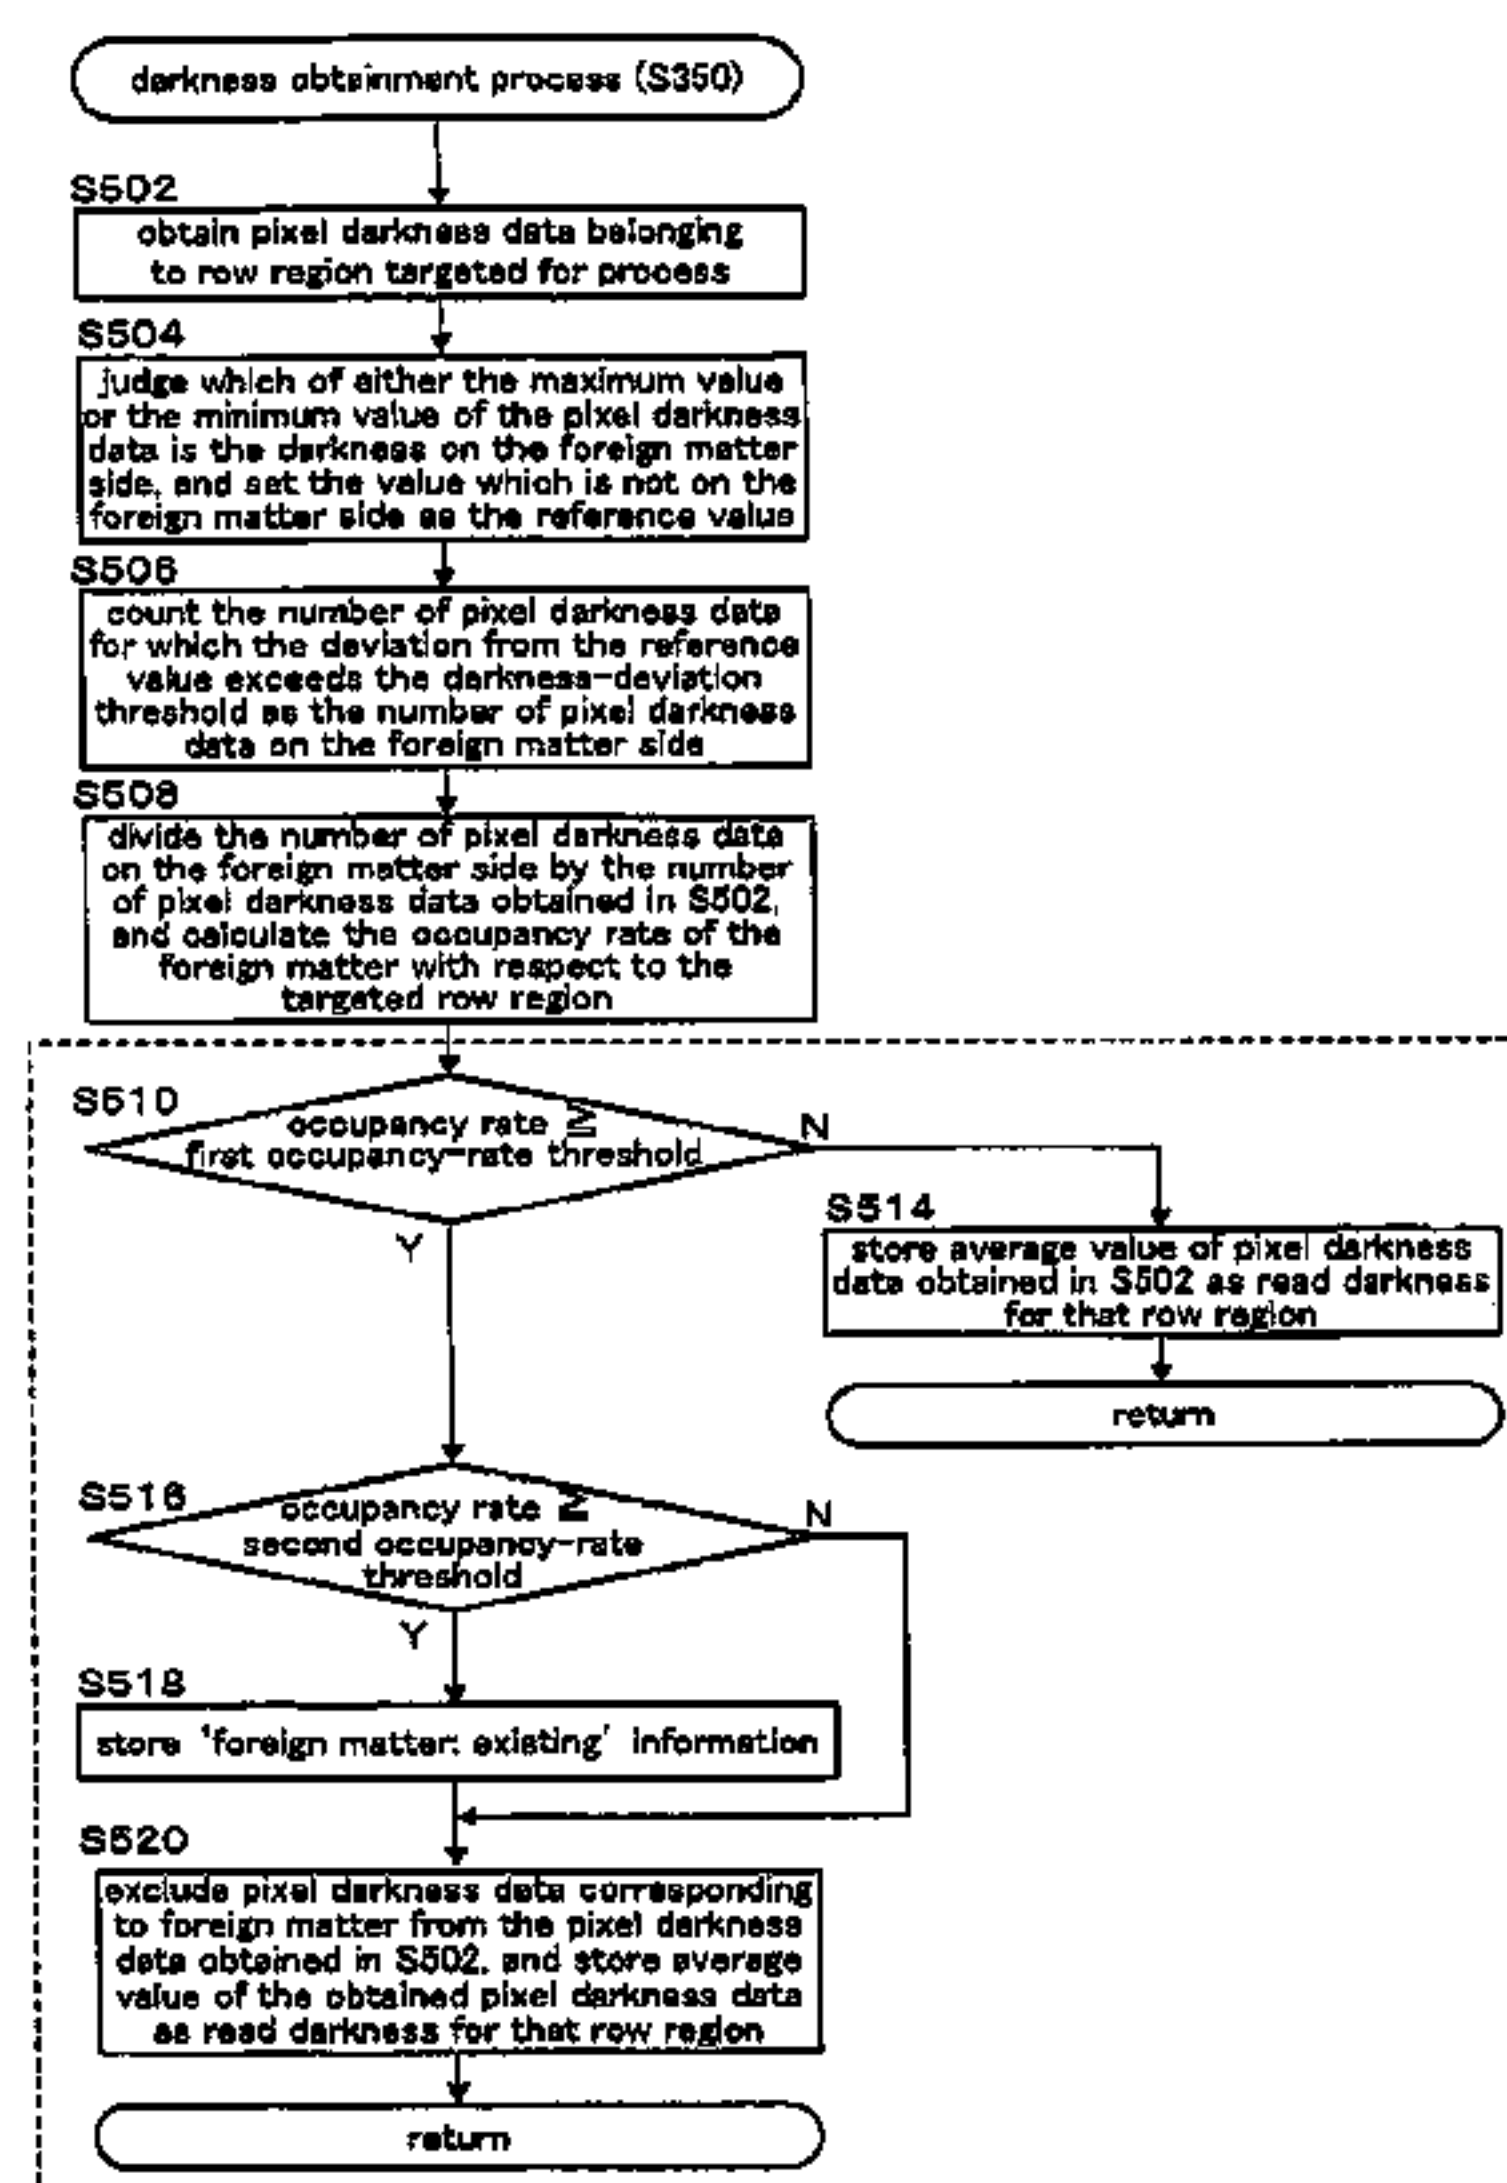 darkness obtainment process (S350)
S502
obtain pixel darkness data belonging
to row region targeted for process
S504
judge which of either the maximum value
or the minimum value of the pixel darkness
data is the darkness on the foreign matter
side, and set the value which is not on the
foreign matter side as the reference value
S506
count the number of pixel darkness data
for which the deviation from the reference
value exceeds the darkness-deviation
threshold as the number of pixel darkness
data on the foreign matter side
S508
divide the number of pixel darkness data
on the foreign matter side by the number
of pixel darkness data obtained in S502,
and calculate the occupancy rate of the
foreign matter with respect to the
targeted row region
S510
occupancy rate ≧
first occupancy-rate threshold
N
Y
S514
store average value of pixel darkness
data obtained in S502 as read darkness
for that row region
return
S516
occupancy rate ≧
second occupancy-rate
threshold
N
Y
S518
store 'foreign matter: existing' information
S520
exclude pixel darkness data corresponding
to foreign matter from the pixel darkness
data obtained in S502, and store average
value of the obtained pixel darkness data
as read darkness for that row region
return